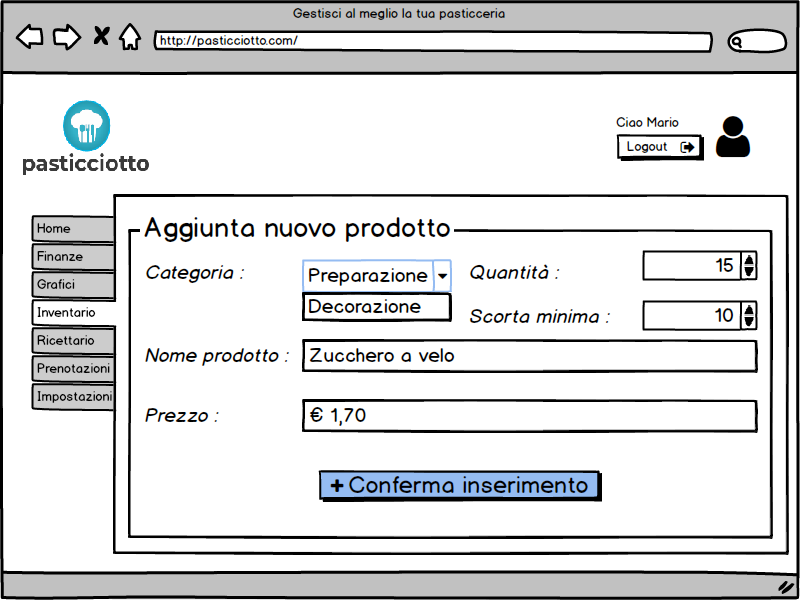 Gestisci al meglio la tua pasticceria
http://pasticciotto.com/
pasticciotto
Ciao Mario
Logout
Home
Finanze
Grafici
Inventario
Ricettario
Prenotazioni
Impostazioni
Aggiunta nuovo prodotto
Categoria :
Preparazione
Decorazione
Quantità :
15
Scorta minima :
10
Nome prodotto :
Zucchero a velo
Prezzo :
€ 1,70
+ Conferma inserimento